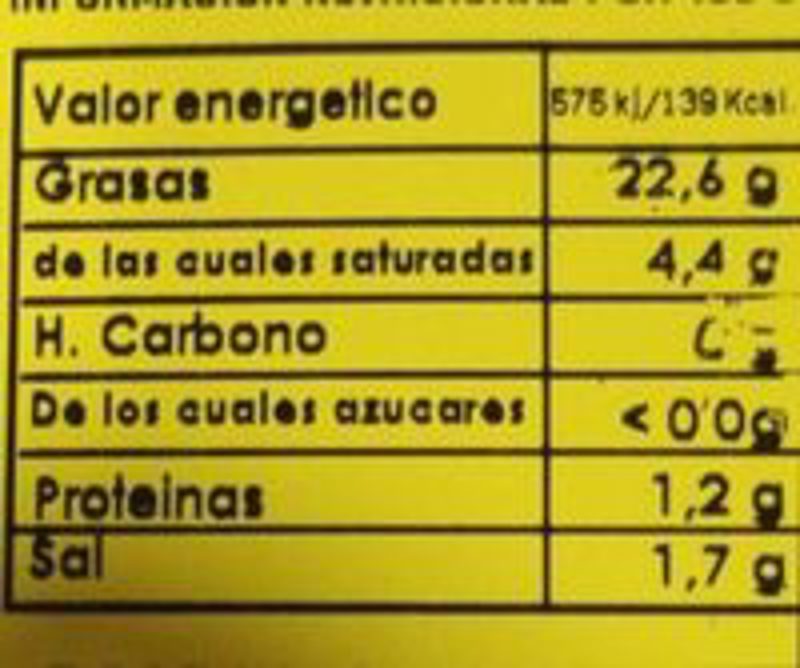 Valor energetico 575 kj/139 Kcal
Grasas 22,6 g
de las cuales saturadas 4,4 g
H. Carbono
De los cuales azucares < 0'0g
Proteinas 1,2 g
Sal 1,7 g